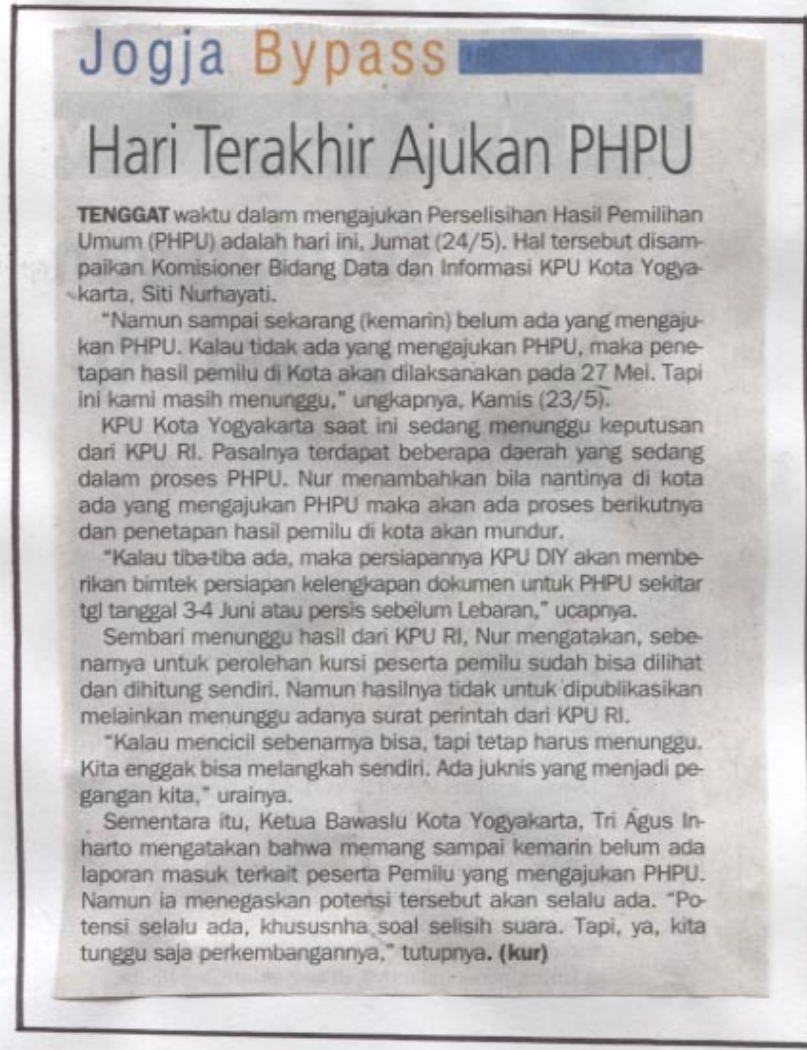 Jogja Bypass
Hari Terakhir Ajukan PHPU
TENGGAT waktu dalam mengajukan Perselisihan Hasil Pemilihan
Umum (PHPU) adalah hari ini, Jumat (24/5). Hal tersebut disam-
paikan Komisioner Bidang Data dan Informasi KPU Kota Yogya-
karta, Siti Nurhayati.
"Namun sampai sekarang (kemarin) belum ada yang mengaju-
kan PHPU. Kalau tidak ada yang mengajukan PHPU, maka pene-
tapan hasil pemilu di Kota akan dilaksanakan pada 27 Mei. Tapi
ini kami masih menunggu," ungkapnya, Kamis (23/5).
KPU Kota Yogyakarta saat ini sedang menunggu keputusan
dari KPU RI. Pasalnya terdapat beberapa daerah yang sedang
dalam proses PHPU. Nur menambahkan bila nantinya di kota
ada yang mengajukan PHPU maka akan ada proses berikutnya
dan penetapan hasil pemilu di kota akan mundur.
"Kalau tiba-tiba ada, maka persiapannya KPU DIY akan membe-
rikan bimtek persiapan kelengkapan dokumen untuk PHPU sekitar
tgl tanggal 3-4 Juni atau persis sebelum Lebaran," ucapnya.
Sembari menunggu hasil dari KPU RI, Nur mengatakan, sebe-
narnya untuk perolehan kursi peserta pemilu sudah bisa dilihat
dan dihitung sendiri. Namun hasilnya tidak untuk dipublikasikan
melainkan menunggu adanya surat perintah dari KPU RI.
"Kalau mencicil sebenarnya bisa, tapi tetap harus menunggu.
Kita enggak bisa melangkah sendiri. Ada juknis yang menjadi pe-
gangan kita," urainya.
Sementara itu, Ketua Bawaslu Kota Yogyakarta, Tri Agus In-
harto mengatakan bahwa memang sampai kemarin belum ada
laporan masuk terkait peserta Pemilu yang mengajukan PHPU.
Namun ia menegaskan potensi tersebut akan selalu ada. "Po-
tensi selalu ada, khususnha soal selisih suara. Tapi, ya, kita
tunggu saja perkembangannya," tutupnya. (kur)